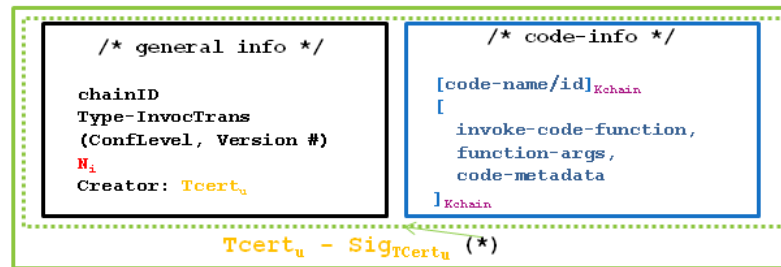 /* general info */
chainID
Type-InvocTrans
(ConfLevel, Version #)
Ni
Creator: Tcertu
/* code-info */
[code-name/id]Kchain
[
invoke-code-function,
function-args,
code-metadata
]Kchain
Tcertu - SigTCertu (*)